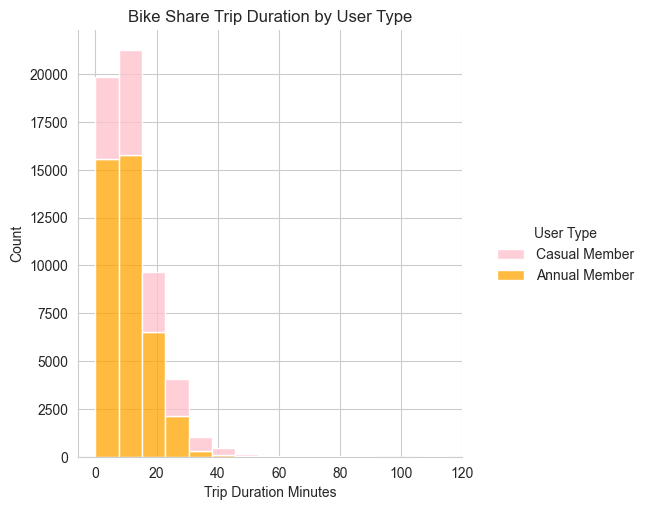 Bike Share Trip Duration by User Type
20000
17500
15000
12500
10000
7500
5000
2500
0
Count
0 20 40 60 80 100 120
Trip Duration Minutes
User Type
Casual Member
Annual Member